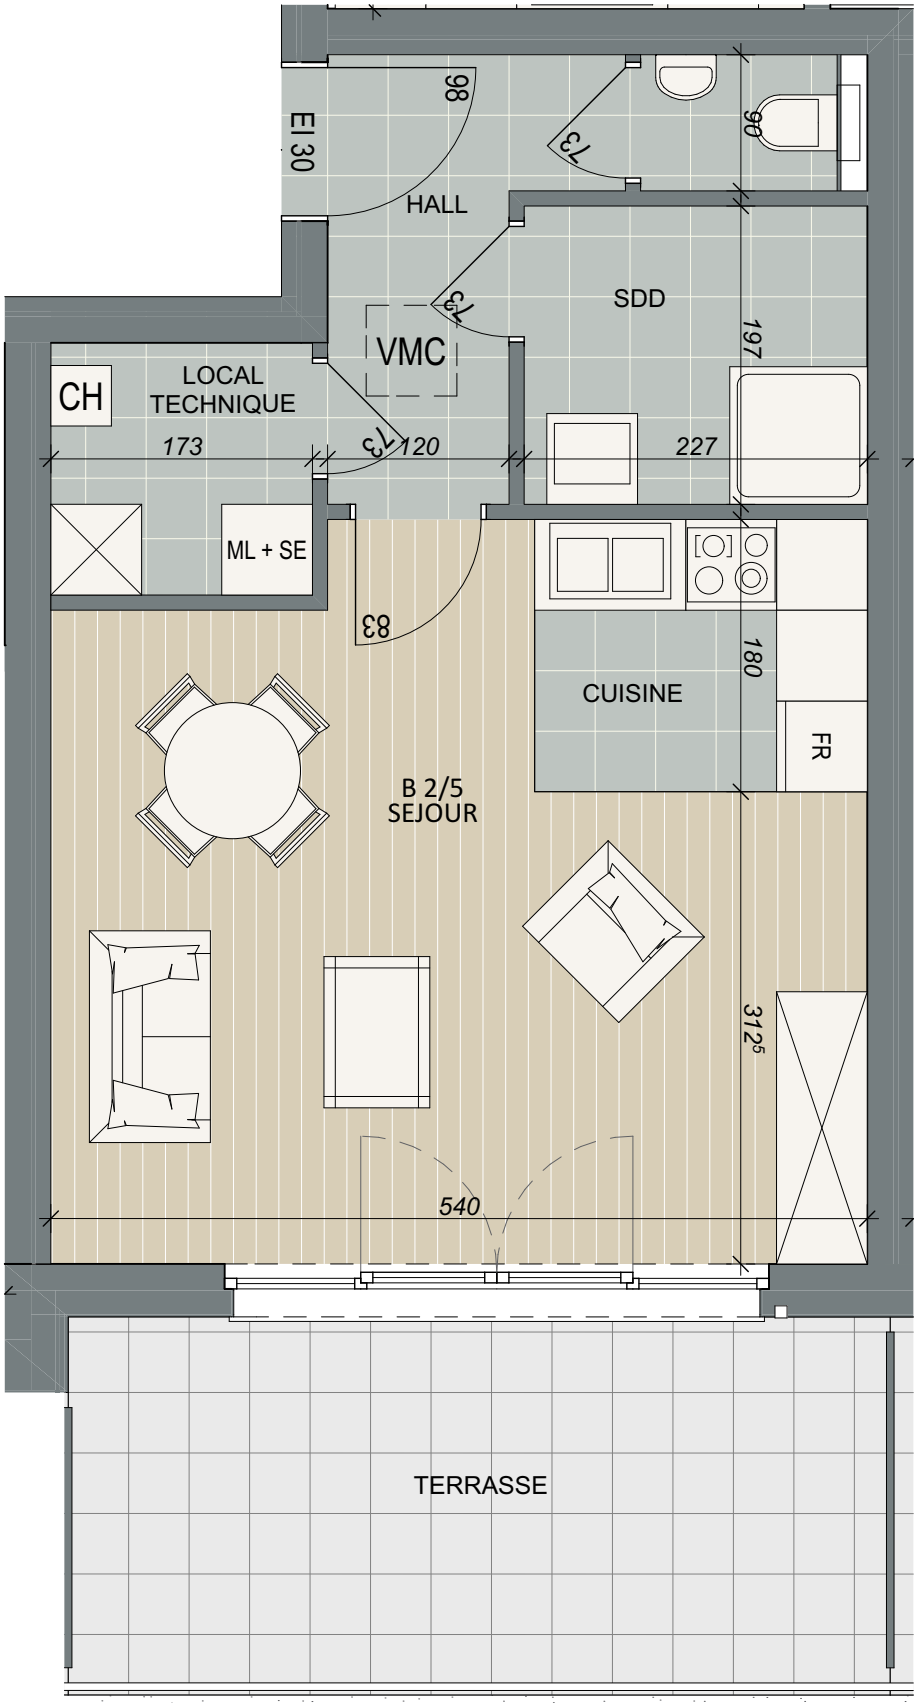 98
73
90
EI 30
HALL
73
SDD
197
VMC
LOCAL
TECHNIQUE
CH
173
73
120
227
ML + SE
83
180
CUISINE
FR
B 2/5
SEJOUR
312⁵
540
TERRASSE